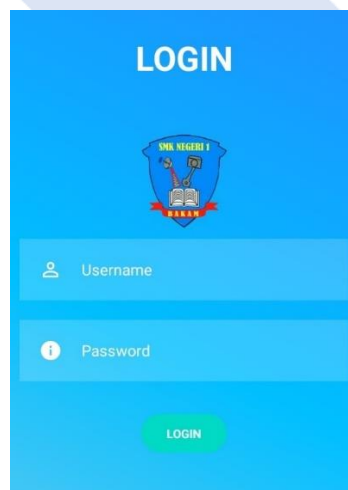 LOGIN
SMK NEGERI 1
BAKAM
Username
Password
LOGIN